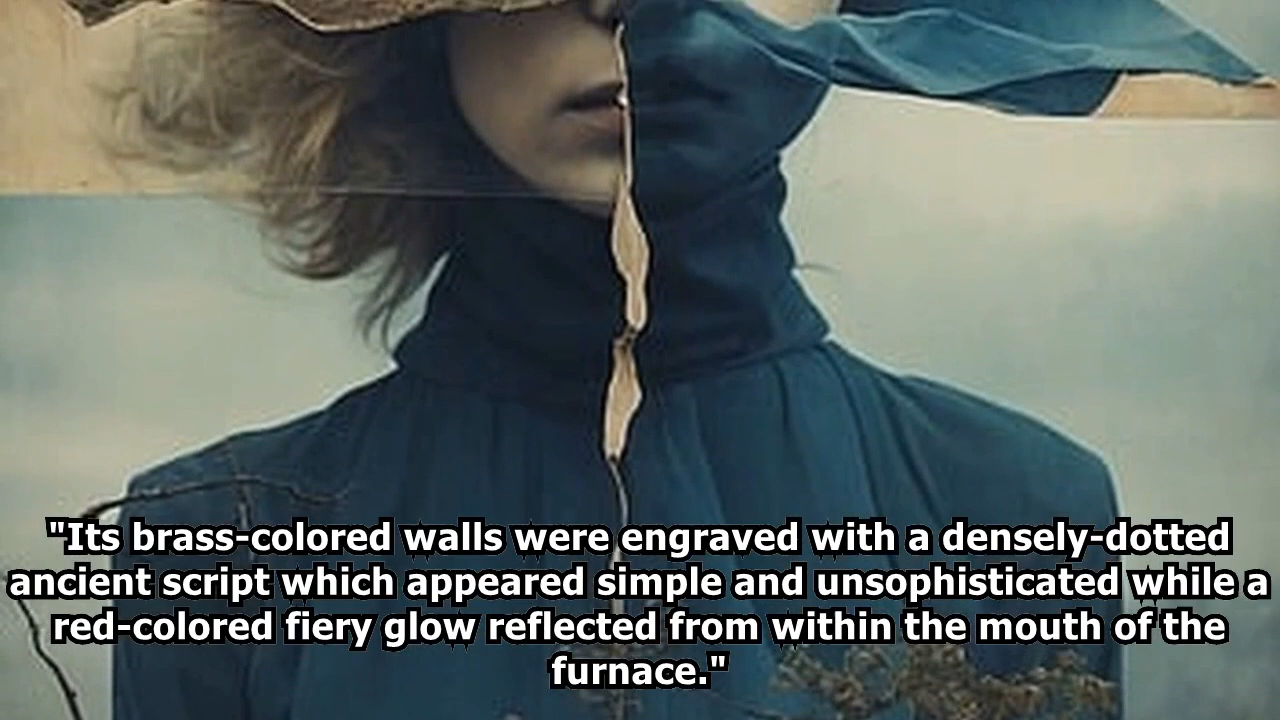 "Its brass-colored walls were engraved with a densely-dotted
ancient script which appeared simple and unsophisticated while a
red-colored fiery glow reflected from within the mouth of the
furnace."